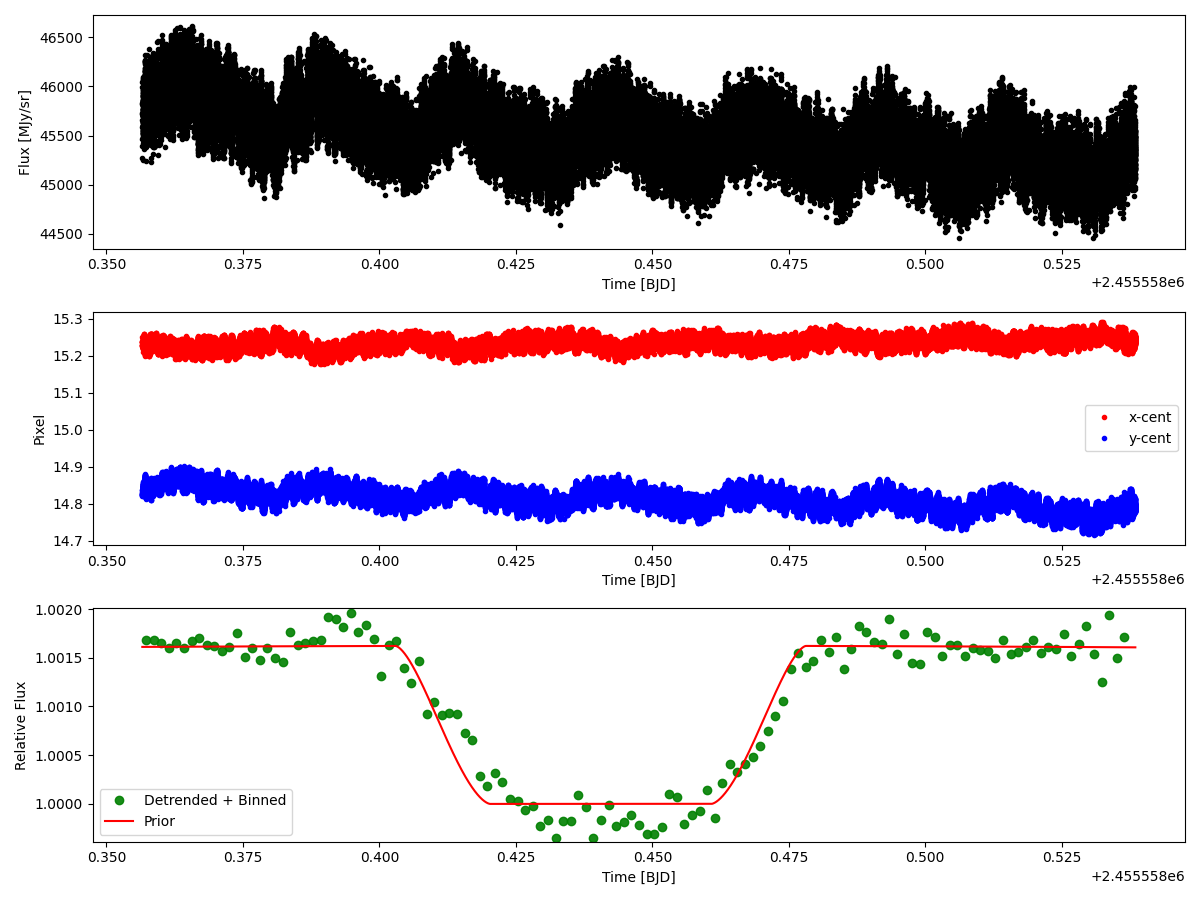 46500
46000
45500
45000
44500
Flux [MJy/sr]
0.350 0.375 0.400 0.425 0.450 0.475 0.500 0.525
Time [BJD]
+2.455558e6
15.3
15.2
15.1
15.0
14.9
14.8
14.7
Pixel
x-cent
y-cent
0.350 0.375 0.400 0.425 0.450 0.475 0.500 0.525
Time [BJD]
+2.455558e6
1.0020
1.0015
1.0010
1.0005
1.0000
Relative Flux
Detrended + Binned
Prior
0.350 0.375 0.400 0.425 0.450 0.475 0.500 0.525
Time [BJD]
+2.455558e6